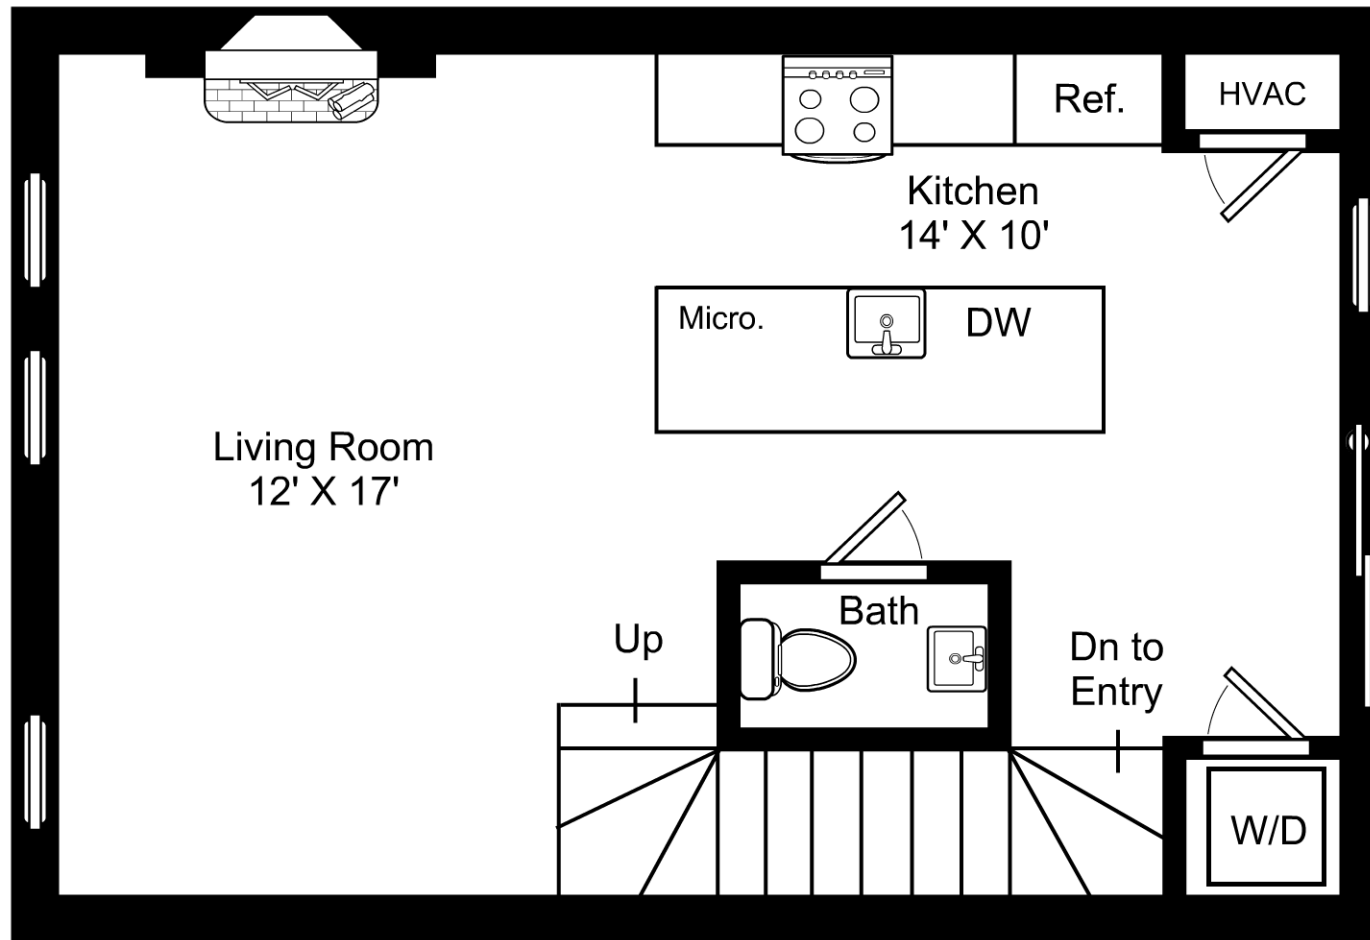 Ref.
HVAC
Kitchen
14' X 10'
Micro.
DW
Living Room
12' X 17'
Bath
Up
Dn to
Entry
W/D